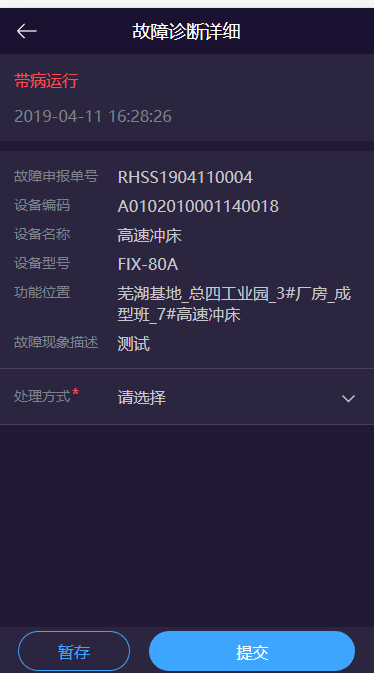 故障诊断详细
带病运行
2019-04-11 16:28:26
故障申报单号 RHSS1904110004
设备编码 A0102010001140018
设备名称 高速冲床
设备型号 FIX-80A
功能位置 芜湖基地_总四工业园_3#厂房_成
型班_7#高速冲床
故障现象描述 测试
处理方式* 请选择
暂存 提交